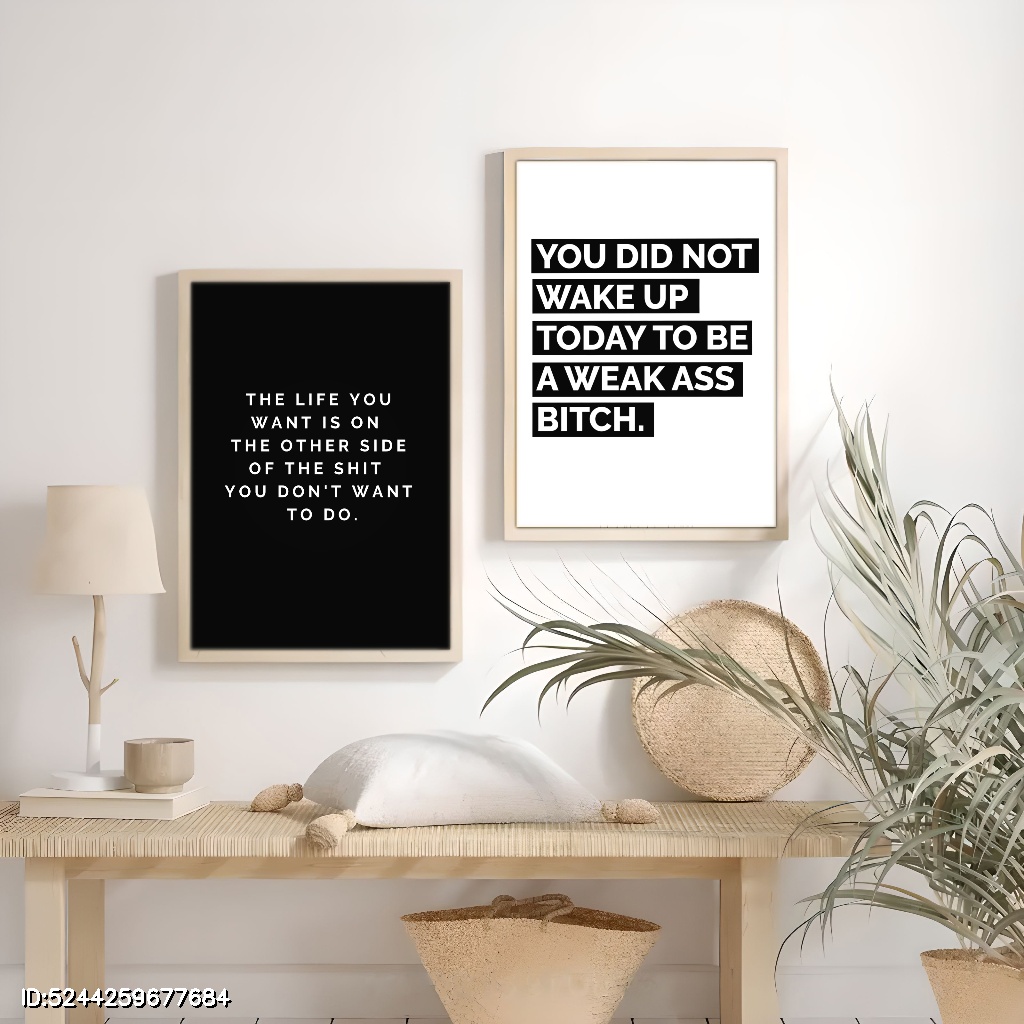 THE LIFE YOU
WANT IS ON
THE OTHER SIDE
OF THE SHIT
YOU DON'T WANT
TO DO.
YOU DID NOT
WAKE UP
TODAY TO BE
A WEAK ASS
BITCH.
ID:5244259677684